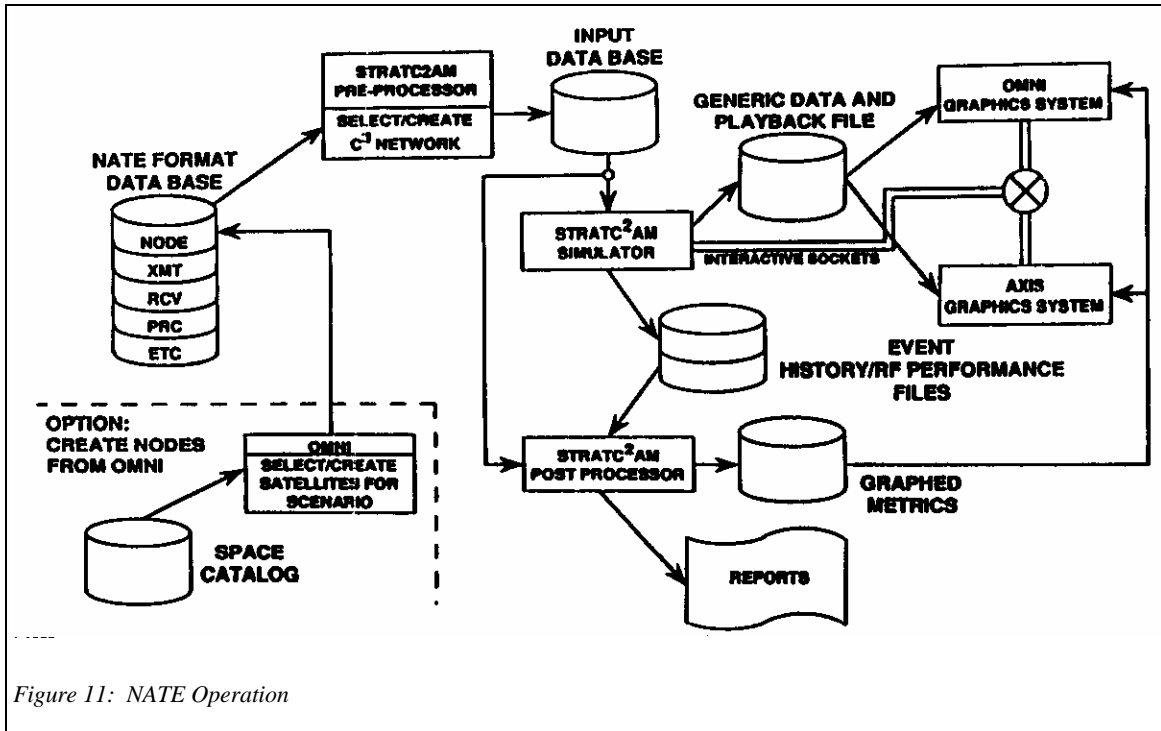 INPUT
DATA BASE
STRATC2AM
PRE-PROCESSOR
SELECT/CREATE
C³ NETWORK
OMNI
GRAPHICS SYSTEM
GENERIC DATA AND
PLAYBACK FILE
NATE FORMAT
DATA BASE
NODE
XMT
RCV
PRC
ETC
STRATC²AM
SIMULATOR
INTERACTIVE SOCKETS
AXIS
GRAPHICS SYSTEM
EVENT
HISTORY/RF PERFORMANCE
FILES
OPTION:
CREATE NODES
FROM OMNI
OMNI
SELECT/CREATE
SATELLITES FOR
SCENARIO
SPACE
CATALOG
STRATC²AM
POST PROCESSOR
GRAPHED
METRICS
REPORTS
Figure 11: NATE Operation